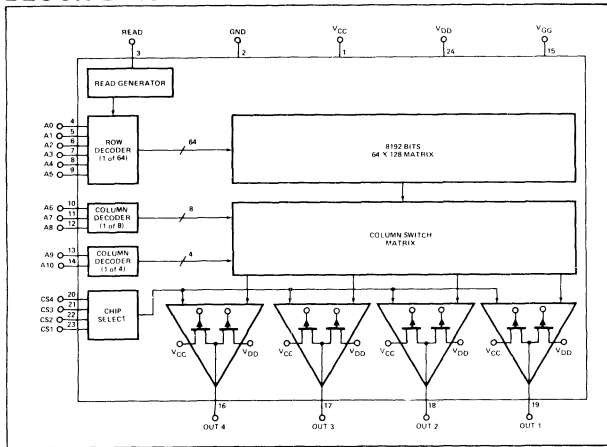 READ GND VCC VDD VGG
3 2 1 24 15
READ GENERATOR
A0 4
A1 5
A2 6
A3 7
A4 8
A5 9
ROW
DECODER
(1 of 64)
64
8192 BITS
64 X 128 MATRIX
A6 10
A7 11
A8 12
COLUMN
DECODER
(1 of 8)
8
COLUMN SWITCH
MATRIX
A9 13
A10 14
COLUMN
DECODER
(1 of 4)
4
CS4 20
CS3 21
CS2 22
CS1 23
CHIP
SELECT
VCC VDD VCC VDD VCC VDD VCC VDD
16 17 18 19
OUT 4 OUT 3 OUT 2 OUT 1